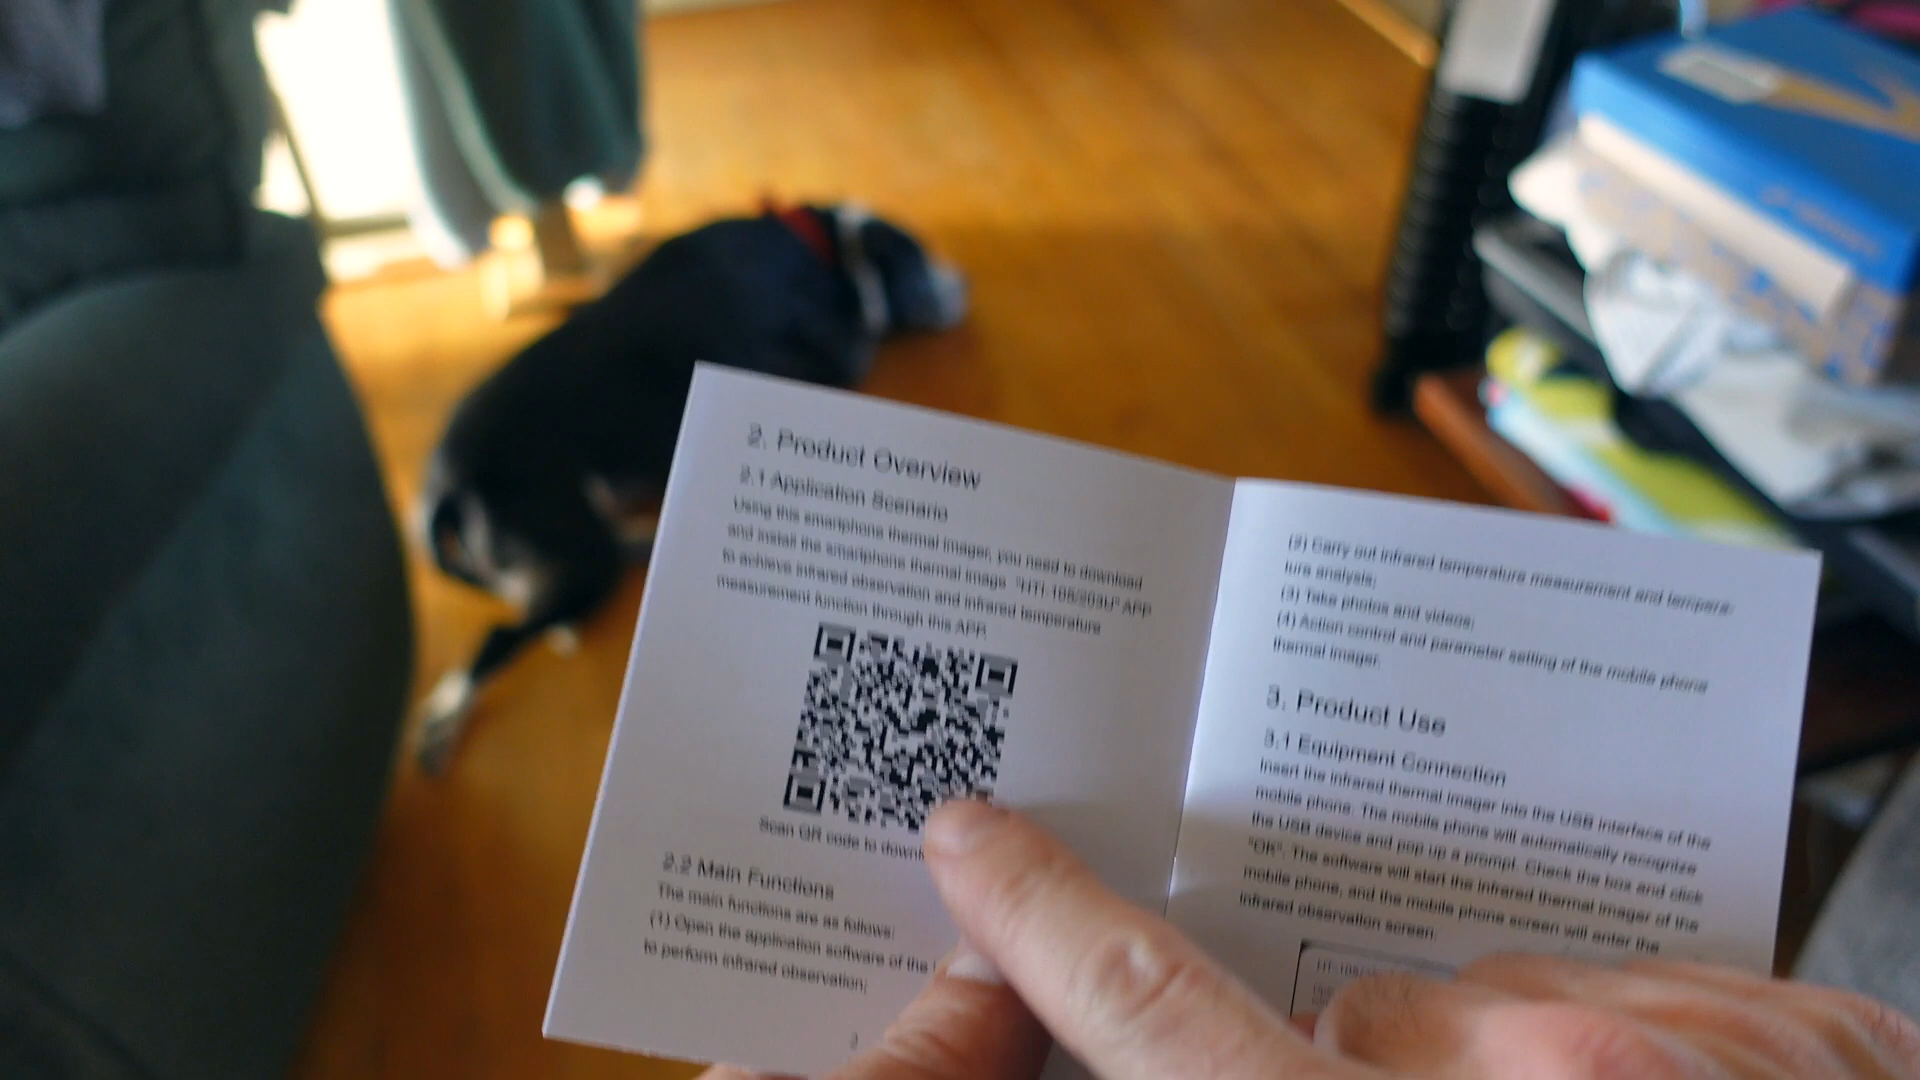 2. Product Overview
2.1 Application Scenario
Using this smartphone thermal imager, you need to download
and install the smartphone thermal image "HTI-105/203U" APP
to achieve infrared observation and infrared temperature
measurement function through this APP.
Scan QR code to downl
2.2 Main Functions
The main functions are as follows:
(1) Open the application software of the
to perform infrared observation;
2
(2) Carry out infrared temperature measurement and tempera-
ture analysis;
(3) Take photos and videos;
(4) Action control and parameter setting of the mobile phone
thermal imager.
3. Product Use
3.1 Equipment Connection
Insert the infrared thermal imager into the USB interface of the
mobile phone. The mobile phone will automatically recognize
the USB device and pop up a prompt. Check the box and click
"OK". The software will start the infrared thermal imager of the
mobile phone, and the mobile phone screen will enter the
infrared observation screen.